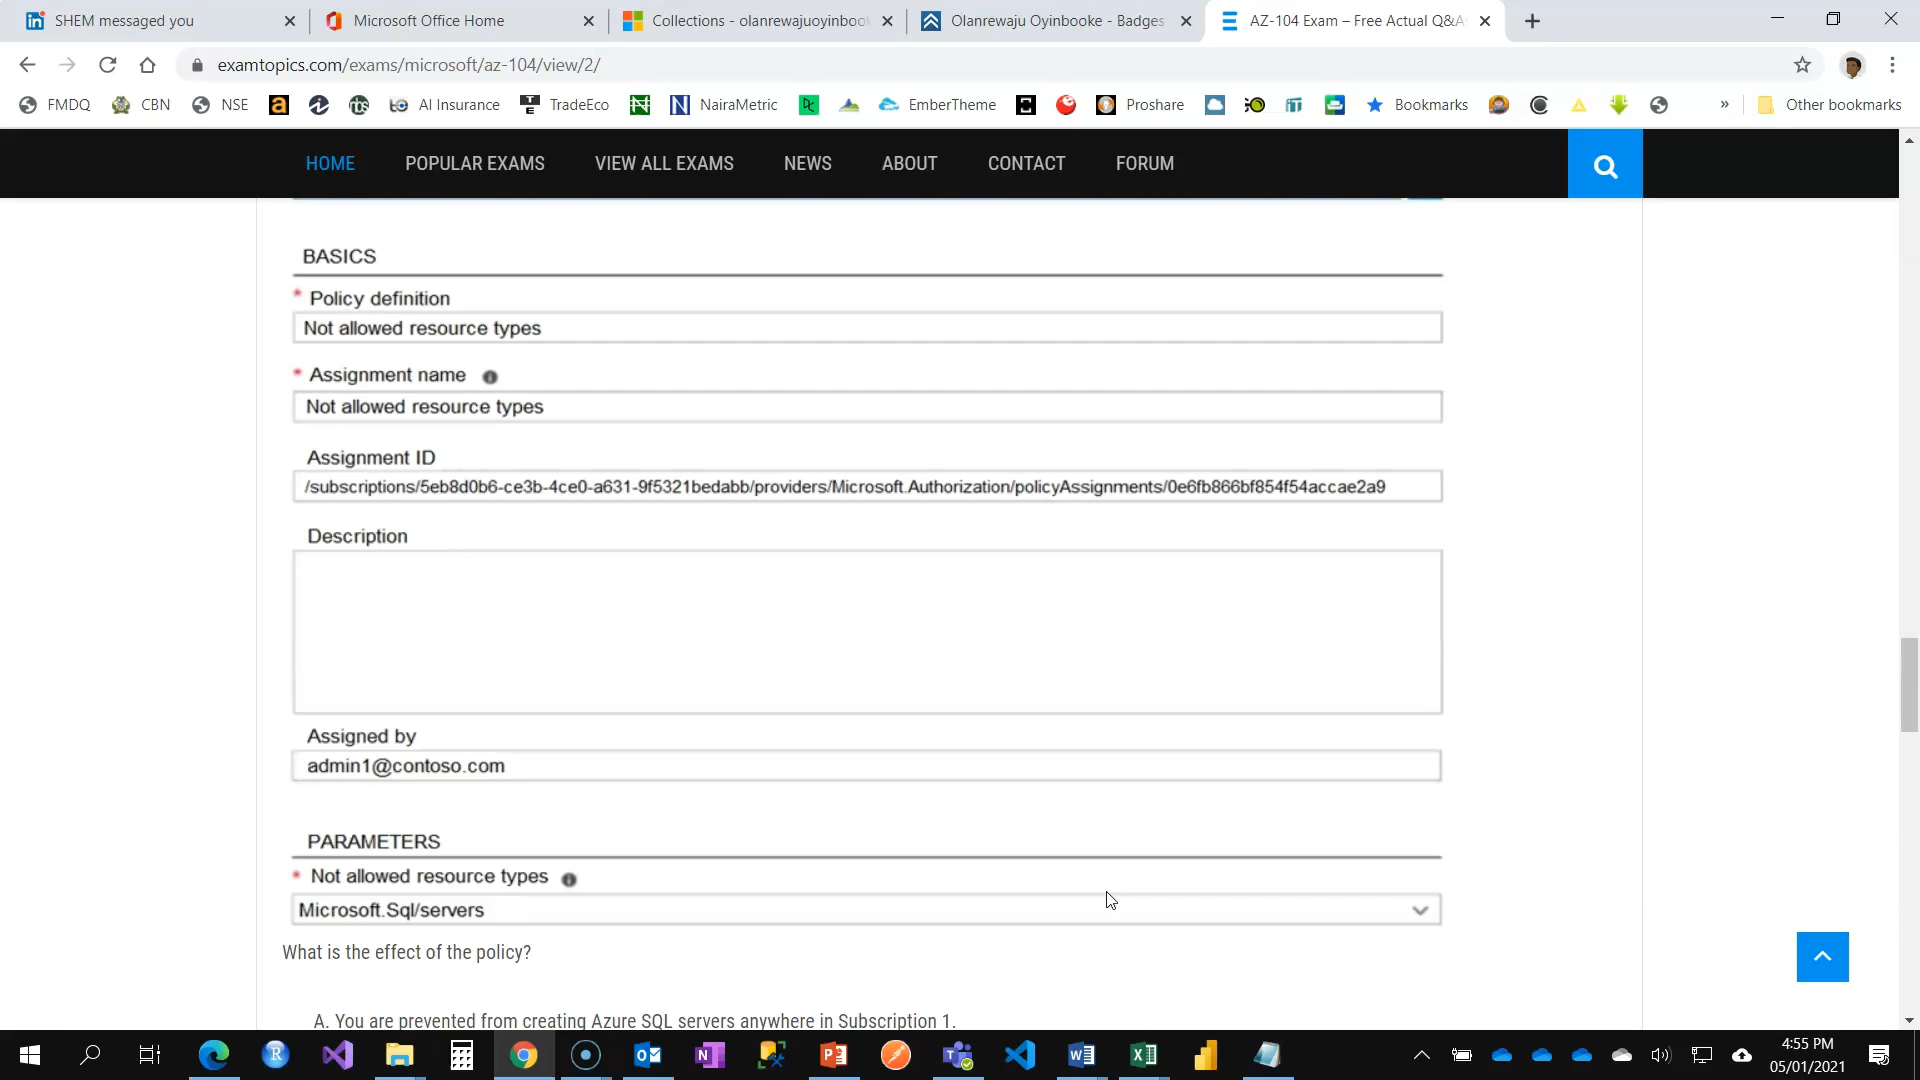 SHEM messaged you
Microsoft Office Home
Collections - olanrewajuoyinbook
Olanrewaju Oyinbooke - Badges
AZ-104 Exam – Free Actual Q&As
examtopics.com/exams/microsoft/az-104/view/2/
FMDQ
CBN
NSE
AI Insurance
TradeEco
NairaMetric
EmberTheme
Proshare
Bookmarks
Other bookmarks
HOME
POPULAR EXAMS
VIEW ALL EXAMS
NEWS
ABOUT
CONTACT
FORUM
BASICS
* Policy definition
Not allowed resource types
* Assignment name
Not allowed resource types
Assignment ID
/subscriptions/5eb8d0b6-ce3b-4ce0-a631-9f5321bedabb/providers/Microsoft.Authorization/policyAssignments/0e6fb866bf854f54accae2a9
Description
Assigned by
admin1@contoso.com
PARAMETERS
* Not allowed resource types
Microsoft.Sql/servers
What is the effect of the policy?
A. You are prevented from creating Azure SQL servers anywhere in Subscription 1.
4:55 PM
05/01/2021